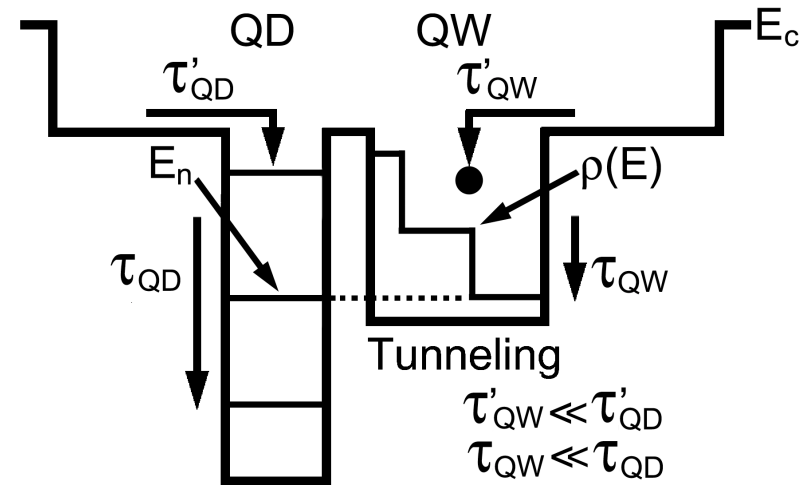 QD QW E_c
τ'_QD τ'_QW
E_n ρ(E)
τ_QD τ_QW
Tunneling
τ'_QW ≪ τ'_QD
τ_QW ≪ τ_QD